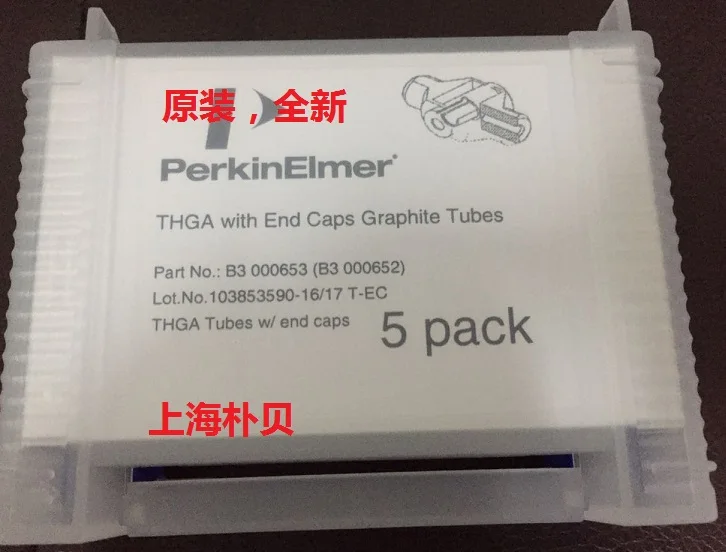 原装，全新
PerkinElmer®
THGA with End Caps Graphite Tubes
Part No.: B3 000653 (B3 000652)
Lot.No.103853590-16/17 T-EC
THGA Tubes w/ end caps 5 pack
上海朴贝